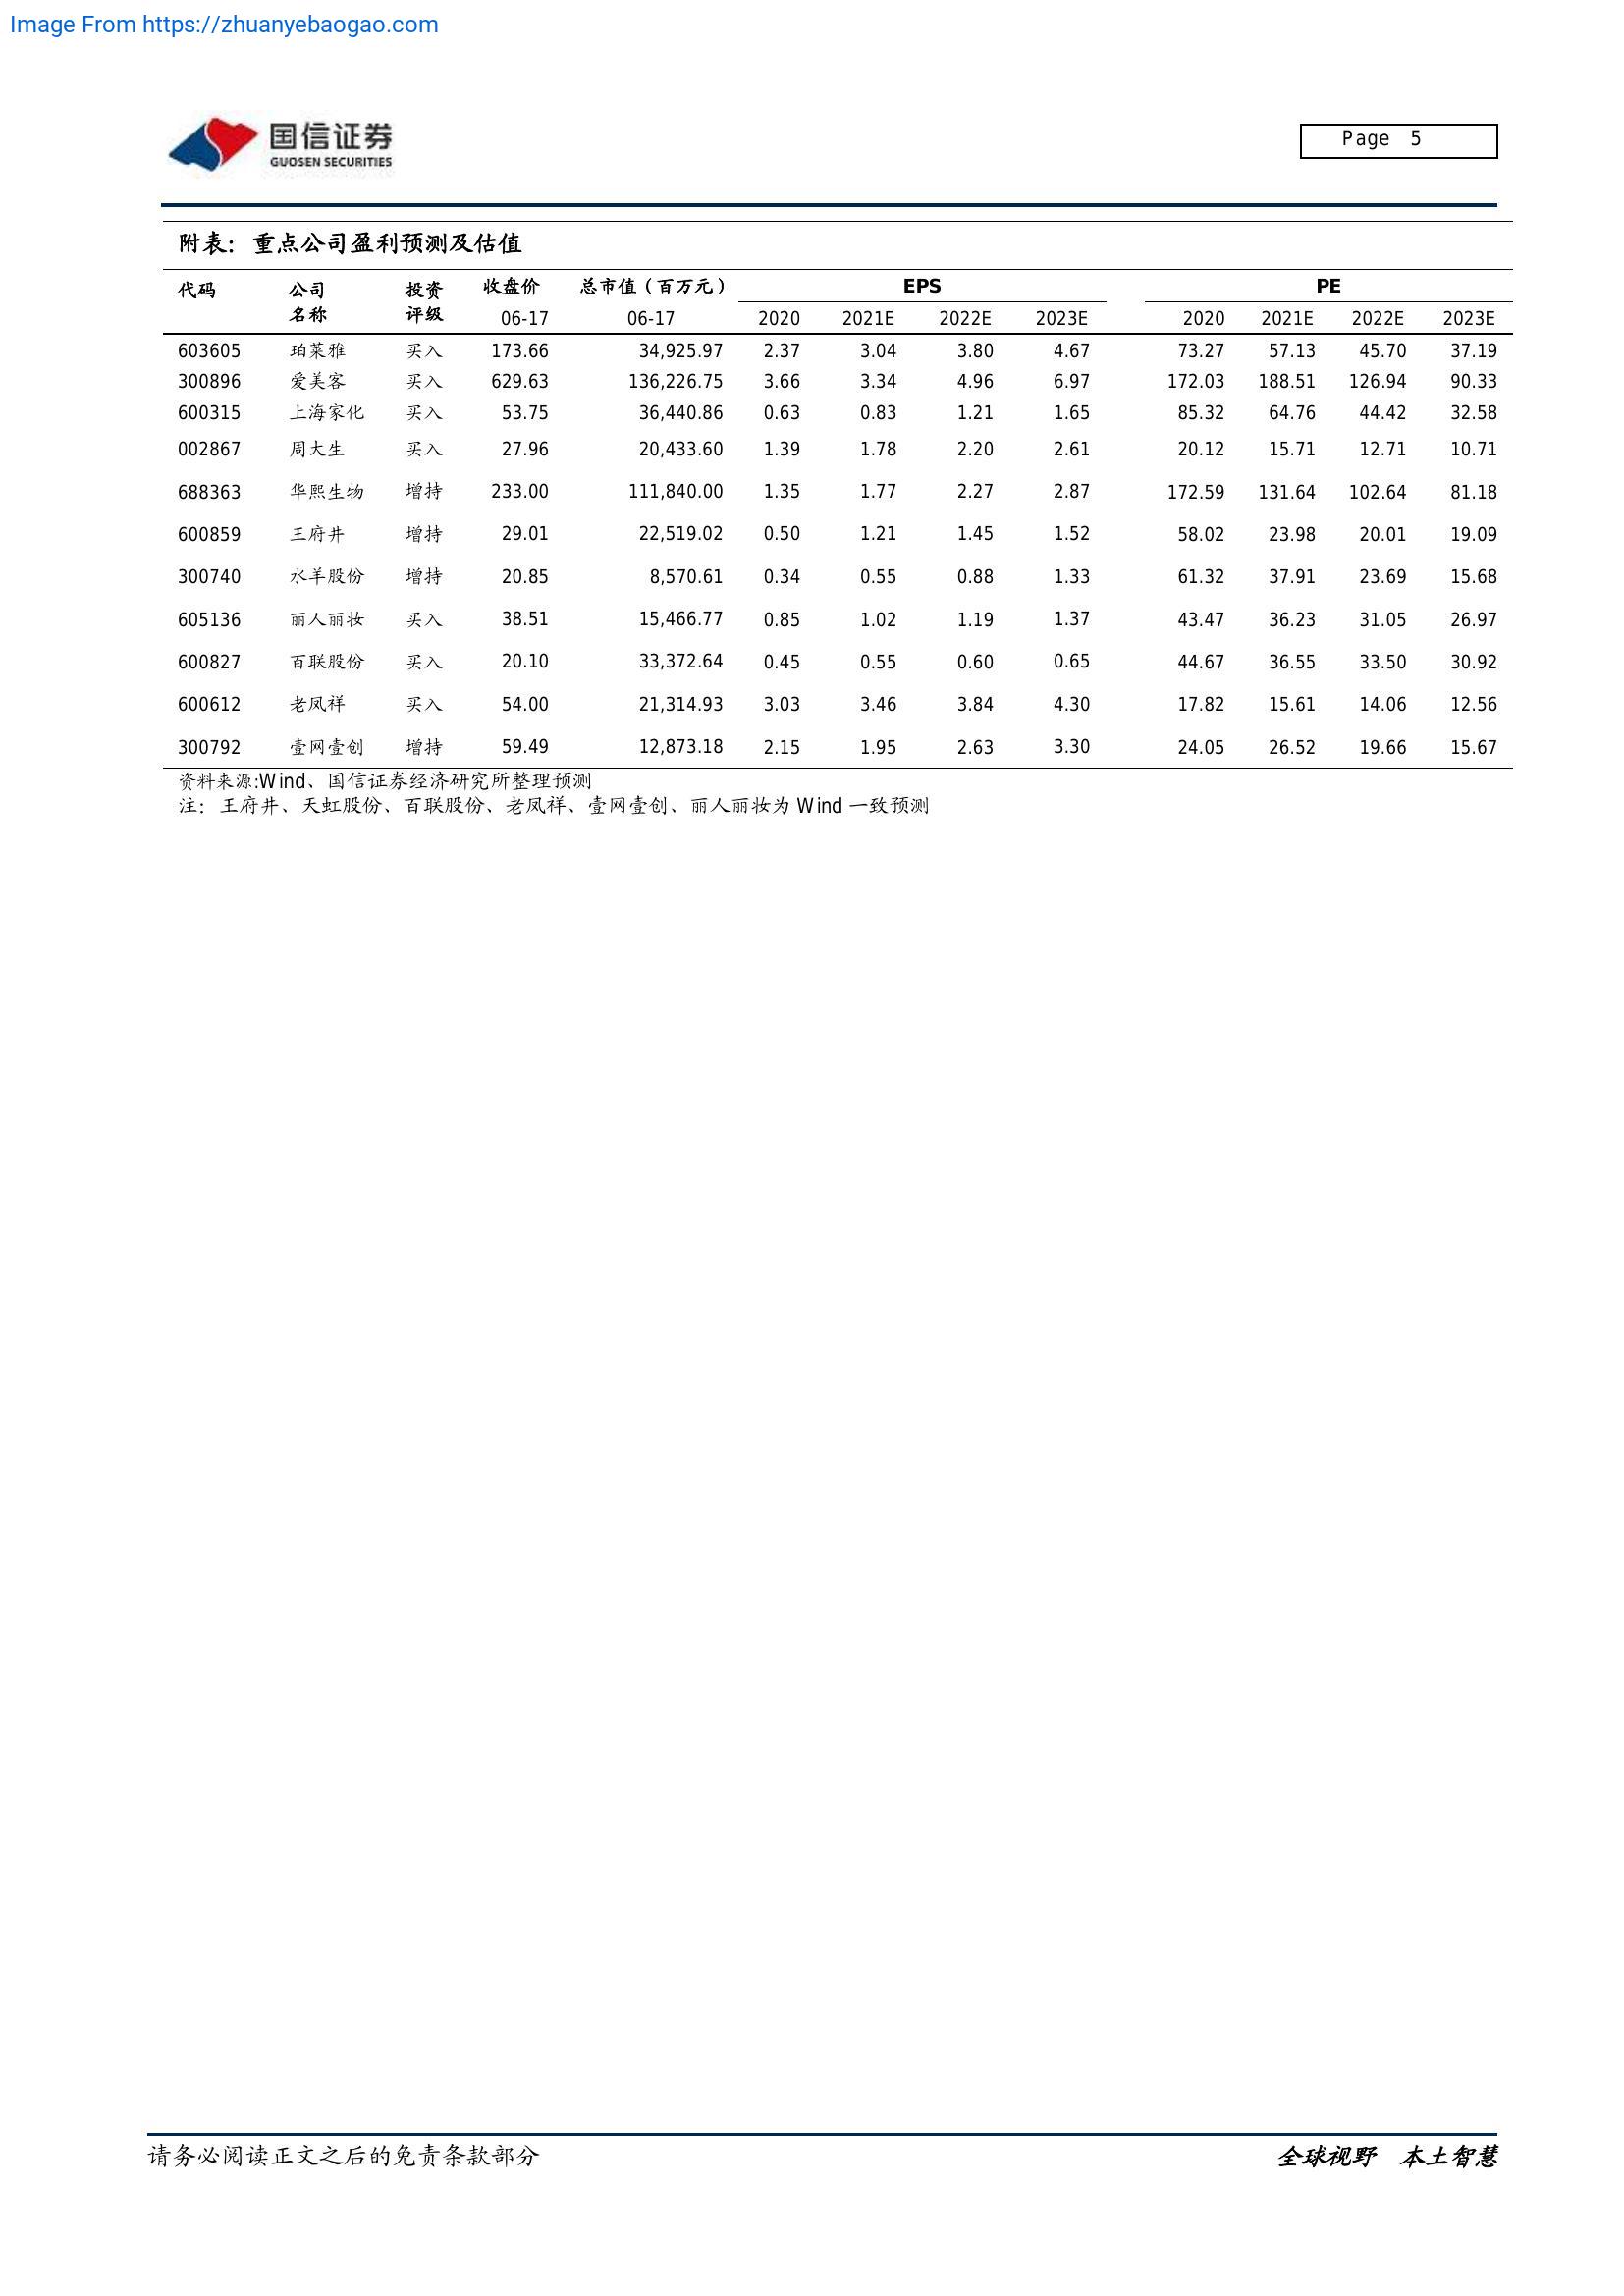 Image From https://zhuanyebaogao.com
国信证券
GUOSEN SECURITIES
Page 5
附表：重点公司盈利预测及估值
代码 公司 投资 收盘价 总市值（百万元） EPS PE
名称 评级 06-17 06-17 2020 2021E 2022E 2023E 2020 2021E 2022E 2023E
603605 珀莱雅 买入 173.66 34,925.97 2.37 3.04 3.80 4.67 73.27 57.13 45.70 37.19
300896 爱美客 买入 629.63 136,226.75 3.66 3.34 4.96 6.97 172.03 188.51 126.94 90.33
600315 上海家化 买入 53.75 36,440.86 0.63 0.83 1.21 1.65 85.32 64.76 44.42 32.58
002867 周大生 买入 27.96 20,433.60 1.39 1.78 2.20 2.61 20.12 15.71 12.71 10.71
688363 华熙生物 增持 233.00 111,840.00 1.35 1.77 2.27 2.87 172.59 131.64 102.64 81.18
600859 王府井 增持 29.01 22,519.02 0.50 1.21 1.45 1.52 58.02 23.98 20.01 19.09
300740 水羊股份 增持 20.85 8,570.61 0.34 0.55 0.88 1.33 61.32 37.91 23.69 15.68
605136 丽人丽妆 买入 38.51 15,466.77 0.85 1.02 1.19 1.37 43.47 36.23 31.05 26.97
600827 百联股份 买入 20.10 33,372.64 0.45 0.55 0.60 0.65 44.67 36.55 33.50 30.92
600612 老凤祥 买入 54.00 21,314.93 3.03 3.46 3.84 4.30 17.82 15.61 14.06 12.56
300792 壹网壹创 增持 59.49 12,873.18 2.15 1.95 2.63 3.30 24.05 26.52 19.66 15.67
资料来源:Wind、国信证券经济研究所整理预测
注：王府井、天虹股份、百联股份、老凤祥、壹网壹创、丽人丽妆为 Wind 一致预测
请务必阅读正文之后的免责条款部分
全球视野 本土智慧